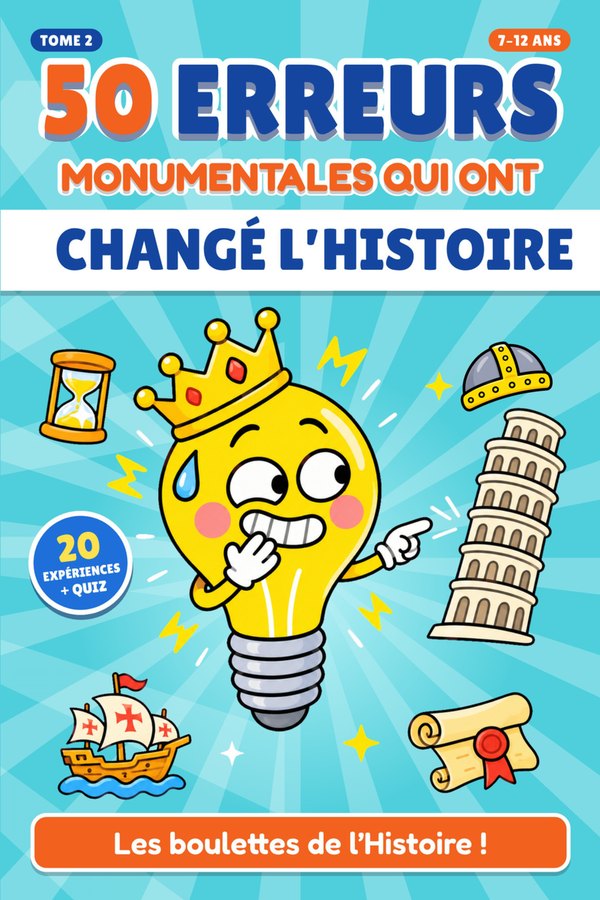 TOME 2
7-12 ANS
50 ERREURS
MONUMENTALES QUI ONT
CHANGÉ L'HISTOIRE
20
EXPÉRIENCES
+ QUIZ
Les boulettes de l'Histoire !